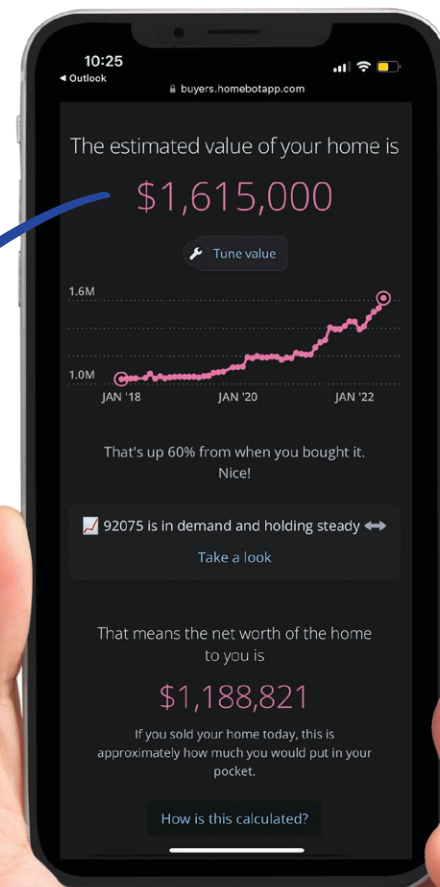 10:25
◀ Outlook
buyers.homebotapp.com
The estimated value of your home is
$1,615,000
Tune value
1.6M
1.0M
JAN '18 JAN '20 JAN '22
That's up 60% from when you bought it.
Nice!
92075 is in demand and holding steady
Take a look
That means the net worth of the home
to you is
$1,188,821
If you sold your home today, this is
approximately how much you would put in your
pocket.
How is this calculated?